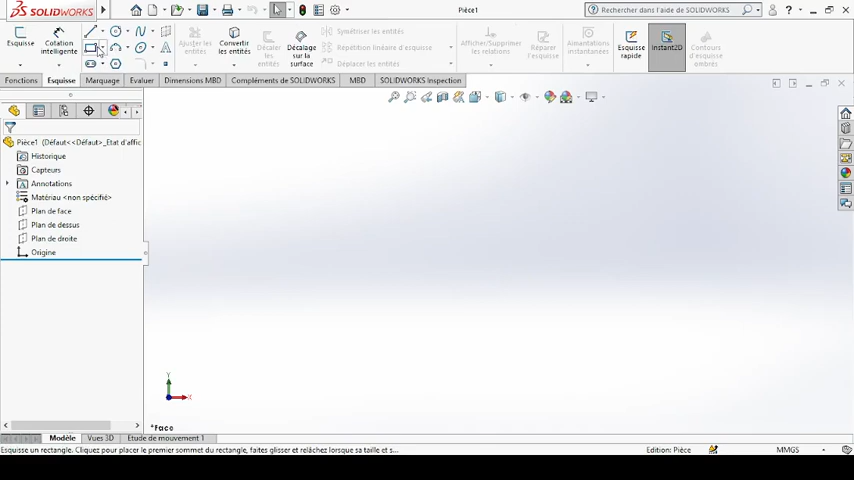 SOLIDWORKS
Pièce1
Rechercher dans l'aide de SOLIDWORKS
Esquisse
Cotation intelligente
Ajuster les entités
Convertir les entités
Décaler les entités
Décalage sur la surface
Symétriser les entités
Répétition linéaire d'esquisse
Déplacer les entités
Afficher/Supprimer les relations
Réparer l'esquisse
Aimantations instantanées
Esquisse rapide
Instant2D
Contours d'esquisse ombrés
Fonctions
Esquisse
Marquage
Evaluer
Dimensions MBD
Compléments de SOLIDWORKS
MBD
SOLIDWORKS Inspection
Pièce1 (Défaut<<Défaut>_Etat d'affic
Historique
Capteurs
Annotations
Matériau <non spécifié>
Plan de face
Plan de dessus
Plan de droite
Origine
Y
X
*Face
Modèle
Vues 3D
Etude de mouvement 1
Esquisse un rectangle. Cliquez pour placer le premier sommet du rectangle, faites glisser et relâchez lorsque sa taille et s...
Edition: Pièce
MMGS